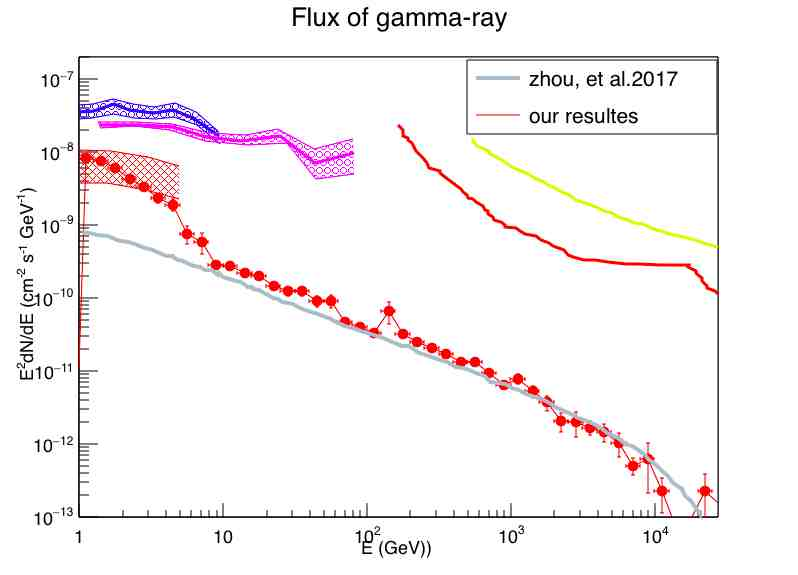 Flux of gamma-ray
zhou, et al.2017
our resultes
E²dN/dE (cm⁻² s⁻¹ GeV⁻¹)
10⁻⁷
10⁻⁸
10⁻⁹
10⁻¹⁰
10⁻¹¹
10⁻¹²
10⁻¹³
1 10 10² 10³ 10⁴
E (GeV))